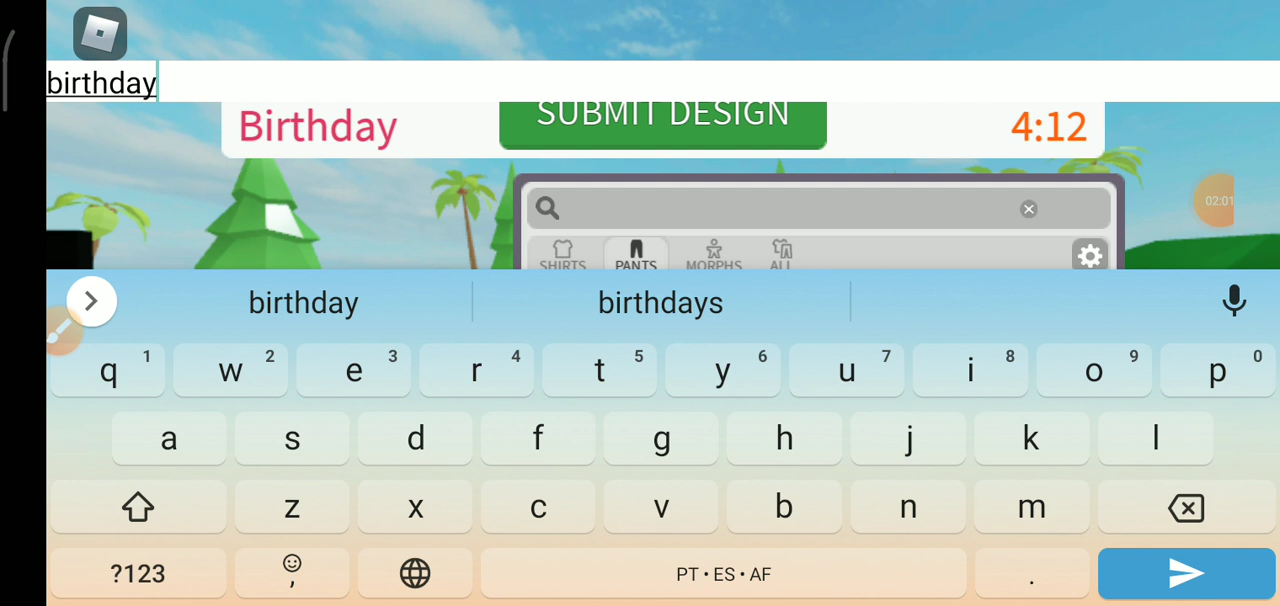 birthday
Birthday SUBMIT DESIGN 4:12
02:01
SHIRTS PANTS MORPHS ALL
birthday birthdays
q 1 w 2 e 3 r 4 t 5 y 6 u 7 i 8 o 9 p 0
a s d f g h j k l
z x c v b n m
?123 , PT • ES • AF .